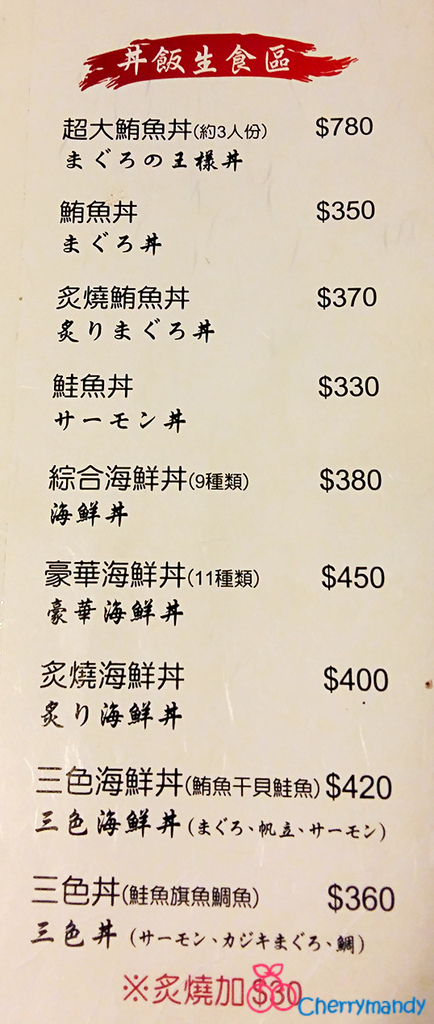 丼飯生食區
超大鮪魚丼(約3人份) $780
まぐろの王様丼
鮪魚丼 $350
まぐろ丼
炙燒鮪魚丼 $370
炙りまぐろ丼
鮭魚丼 $330
サーモン丼
綜合海鮮丼(9種類) $380
海鮮丼
豪華海鮮丼(11種類) $450
豪華海鮮丼
炙燒海鮮丼 $400
炙り海鮮丼
三色海鮮丼(鮪魚干貝鮭魚) $420
三色海鮮丼(まぐろ、帆立、サーモン)
三色丼(鮭魚旗魚鯛魚) $360
三色丼(サーモン、カジキまぐろ、鯛)
※炙燒加$30
Cherrymandy